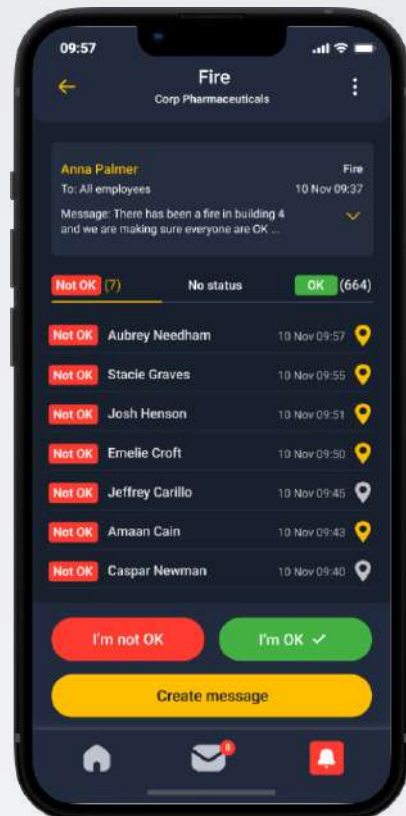 09:57
Fire
Corp Pharmaceuticals
Anna Palmer Fire
To: All employees 10 Nov 09:37
Message: There has been a fire in building 4
and we are making sure everyone are OK ...
Not OK (7) No status OK (664)
Not OK Aubrey Needham 10 Nov 09:57
Not OK Stacie Graves 10 Nov 09:55
Not OK Josh Henson 10 Nov 09:51
Not OK Emelie Croft 10 Nov 09:50
Not OK Jeffrey Carillo 10 Nov 09:45
Not OK Amaan Cain 10 Nov 09:43
Not OK Caspar Newman 10 Nov 09:40
I'm not OK I'm OK ✓
Create message